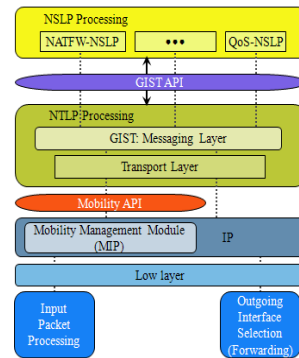 NSLP Processing
NATFW-NSLP
•••
QoS-NSLP
GIST API
NTLP Processing
GIST: Messaging Layer
Transport Layer
Mobility API
Mobility Management Module
(MIP)
IP
Low layer
Input
Packet
Processing
Outgoing
Interface
Selection
(Forwarding)